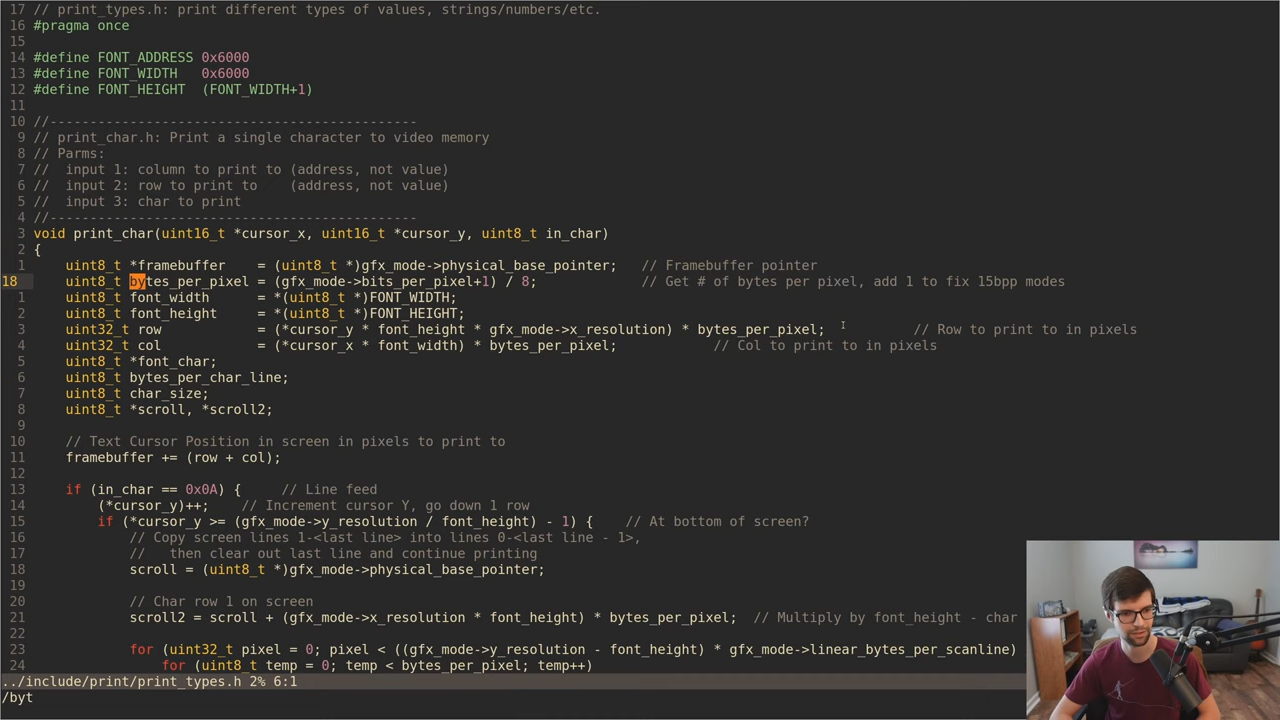 17 // print_types.h: print different types of values, strings/numbers/etc.
16 #pragma once
15
14 #define FONT_ADDRESS 0x6000
13 #define FONT_WIDTH   0x6000
12 #define FONT_HEIGHT  (FONT_WIDTH+1)
11
10 //----------------------------------------------
9 // print_char.h: Print a single character to video memory
8 // Parms:
7 //  input 1: column to print to (address, not value)
6 //  input 2: row to print to    (address, not value)
5 //  input 3: char to print
4 //----------------------------------------------
3 void print_char(uint16_t *cursor_x, uint16_t *cursor_y, uint8_t in_char)
2 {
1     uint8_t *framebuffer    = (uint8_t *)gfx_mode->physical_base_pointer;   // Framebuffer pointer
18     uint8_t bytes_per_pixel = (gfx_mode->bits_per_pixel+1) / 8;             // Get # of bytes per pixel, add 1 to fix 15bpp modes
1     uint8_t font_width      = *(uint8_t *)FONT_WIDTH;
2     uint8_t font_height     = *(uint8_t *)FONT_HEIGHT;
3     uint32_t row            = (*cursor_y * font_height * gfx_mode->x_resolution) * bytes_per_pixel;           // Row to print to in pixels
4     uint32_t col            = (*cursor_x * font_width) * bytes_per_pixel;            // Col to print to in pixels
5     uint8_t *font_char;
6     uint8_t bytes_per_char_line;
7     uint8_t char_size;
8     uint8_t *scroll, *scroll2;
9
10     // Text Cursor Position in screen in pixels to print to
11     framebuffer += (row + col);
12
13     if (in_char == 0x0A) {     // Line feed
14         (*cursor_y)++;    // Increment cursor Y, go down 1 row
15         if (*cursor_y >= (gfx_mode->y_resolution / font_height) - 1) {    // At bottom of screen?
16             // Copy screen lines 1-<last line> into lines 0-<last line - 1>,
17             //   then clear out last line and continue printing
18             scroll = (uint8_t *)gfx_mode->physical_base_pointer;
19
20             // Char row 1 on screen
21             scroll2 = scroll + (gfx_mode->x_resolution * font_height) * bytes_per_pixel;  // Multiply by font_height - char
22
23             for (uint32_t pixel = 0; pixel < ((gfx_mode->y_resolution - font_height) * gfx_mode->linear_bytes_per_scanline)
24                 for (uint8_t temp = 0; temp < bytes_per_pixel; temp++)
../include/print/print_types.h 2% 6:1
/byt